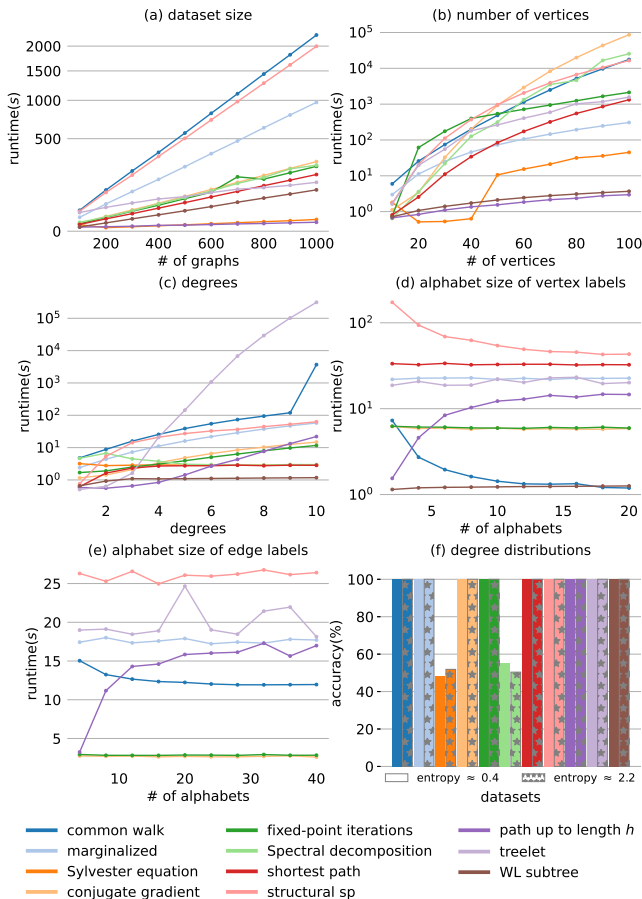 (a) dataset size
runtime(s)
2000
1500
1000
500
0
200 400 600 800 1000
# of graphs
(b) number of vertices
runtime(s)
10^5
10^4
10^3
10^2
10^1
10^0
20 40 60 80 100
# of vertices
(c) degrees
runtime(s)
10^5
10^4
10^3
10^2
10^1
10^0
2 4 6 8 10
degrees
(d) alphabet size of vertex labels
10^2
10^1
10^0
5 10 15 20
# of alphabets
(e) alphabet size of edge labels
runtime(s)
25
20
15
10
5
10 20 30 40
# of alphabets
(f) degree distributions
accuracy(%)
100
80
60
40
20
0
entropy ≈ 0.4 entropy ≈ 2.2
datasets
common walk
marginalized
Sylvester equation
conjugate gradient
fixed-point iterations
Spectral decomposition
shortest path
structural sp
path up to length h
treelet
WL subtree